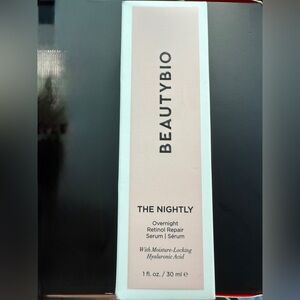 BEAUTYBIO
THE NIGHTLY
Overnight
Retinol Repair
Serum | Sérum
With Moisture-Locking
Hyaluronic Acid
1 fl. oz. / 30 ml ℮